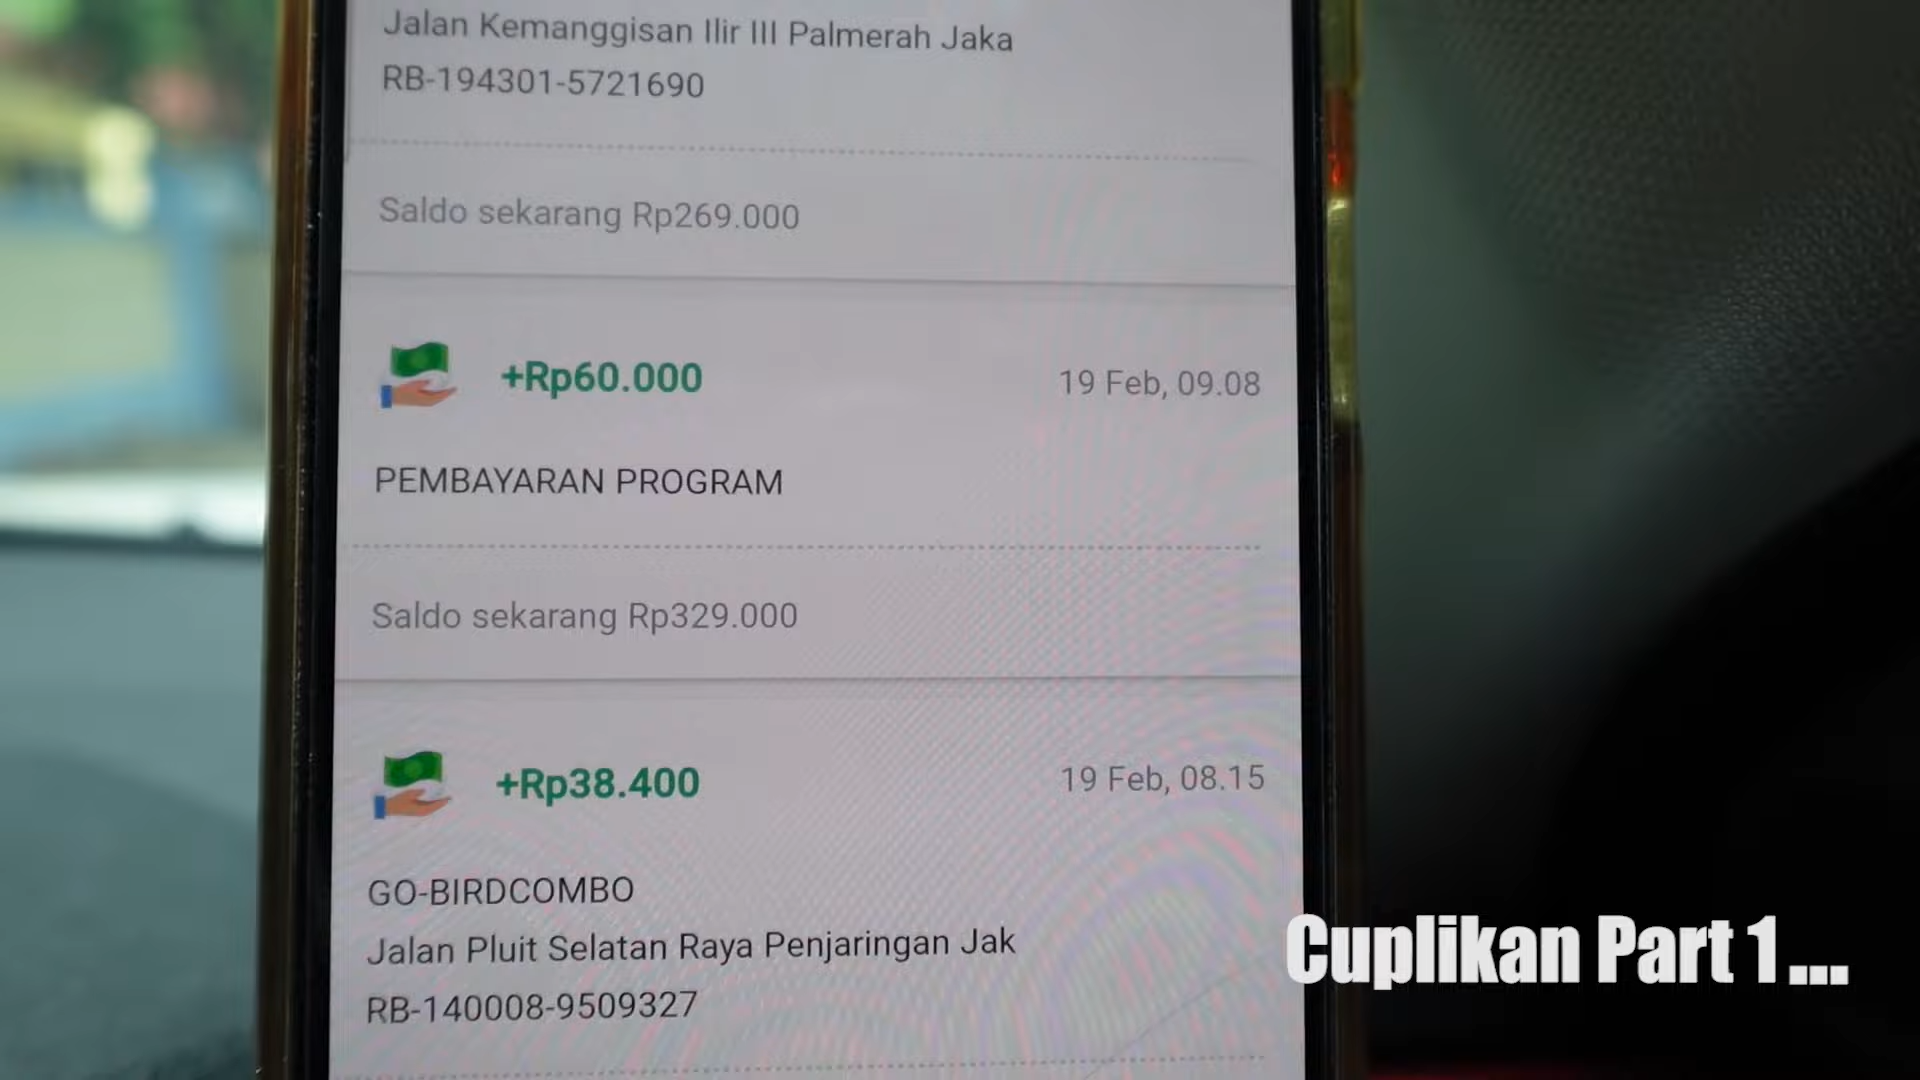 Jalan Kemanggisan Ilir III Palmerah Jaka
RB-194301-5721690
Saldo sekarang Rp269.000
+Rp60.000
19 Feb, 09.08
PEMBAYARAN PROGRAM
Saldo sekarang Rp329.000
+Rp38.400
19 Feb, 08.15
GO-BIRDCOMBO
Jalan Pluit Selatan Raya Penjaringan Jak
RB-140008-9509327
Cuplikan Part 1...